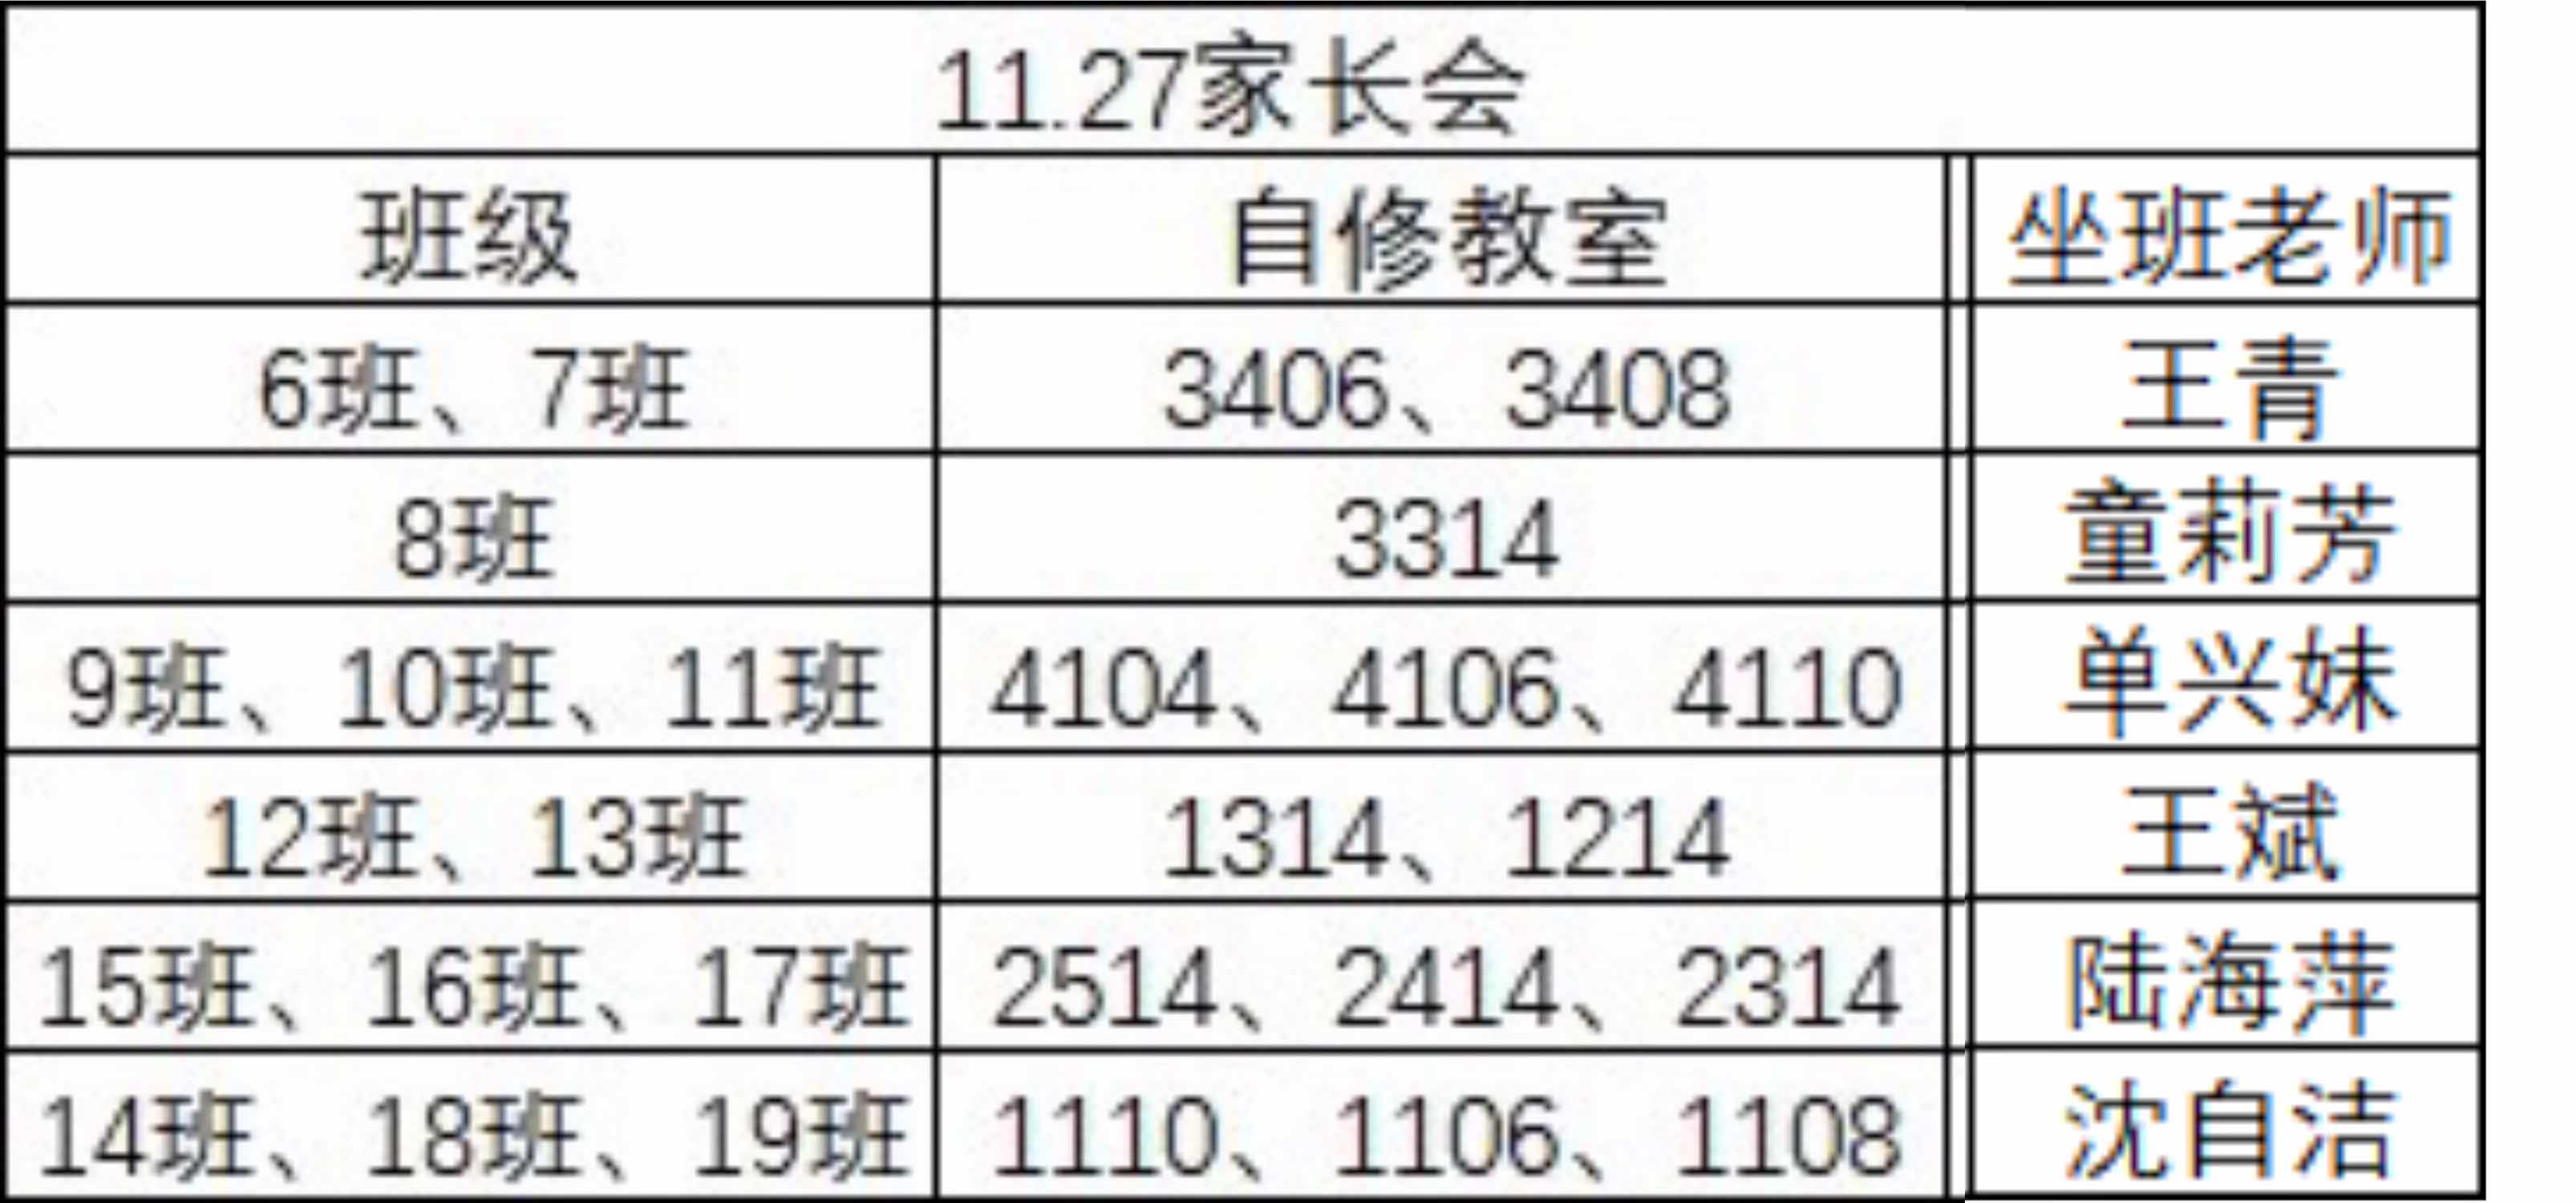 11.27家长会
班级 自修教室 坐班老师
6班、7班 3406、3408 王青
8班 3314 童莉芳
9班、10班、11班 4104、4106、4110 单兴妹
12班、13班 1314、1214 王斌
15班、16班、17班 2514、2414、2314 陆海萍
14班、18班、19班 1110、1106、1108 沈自洁